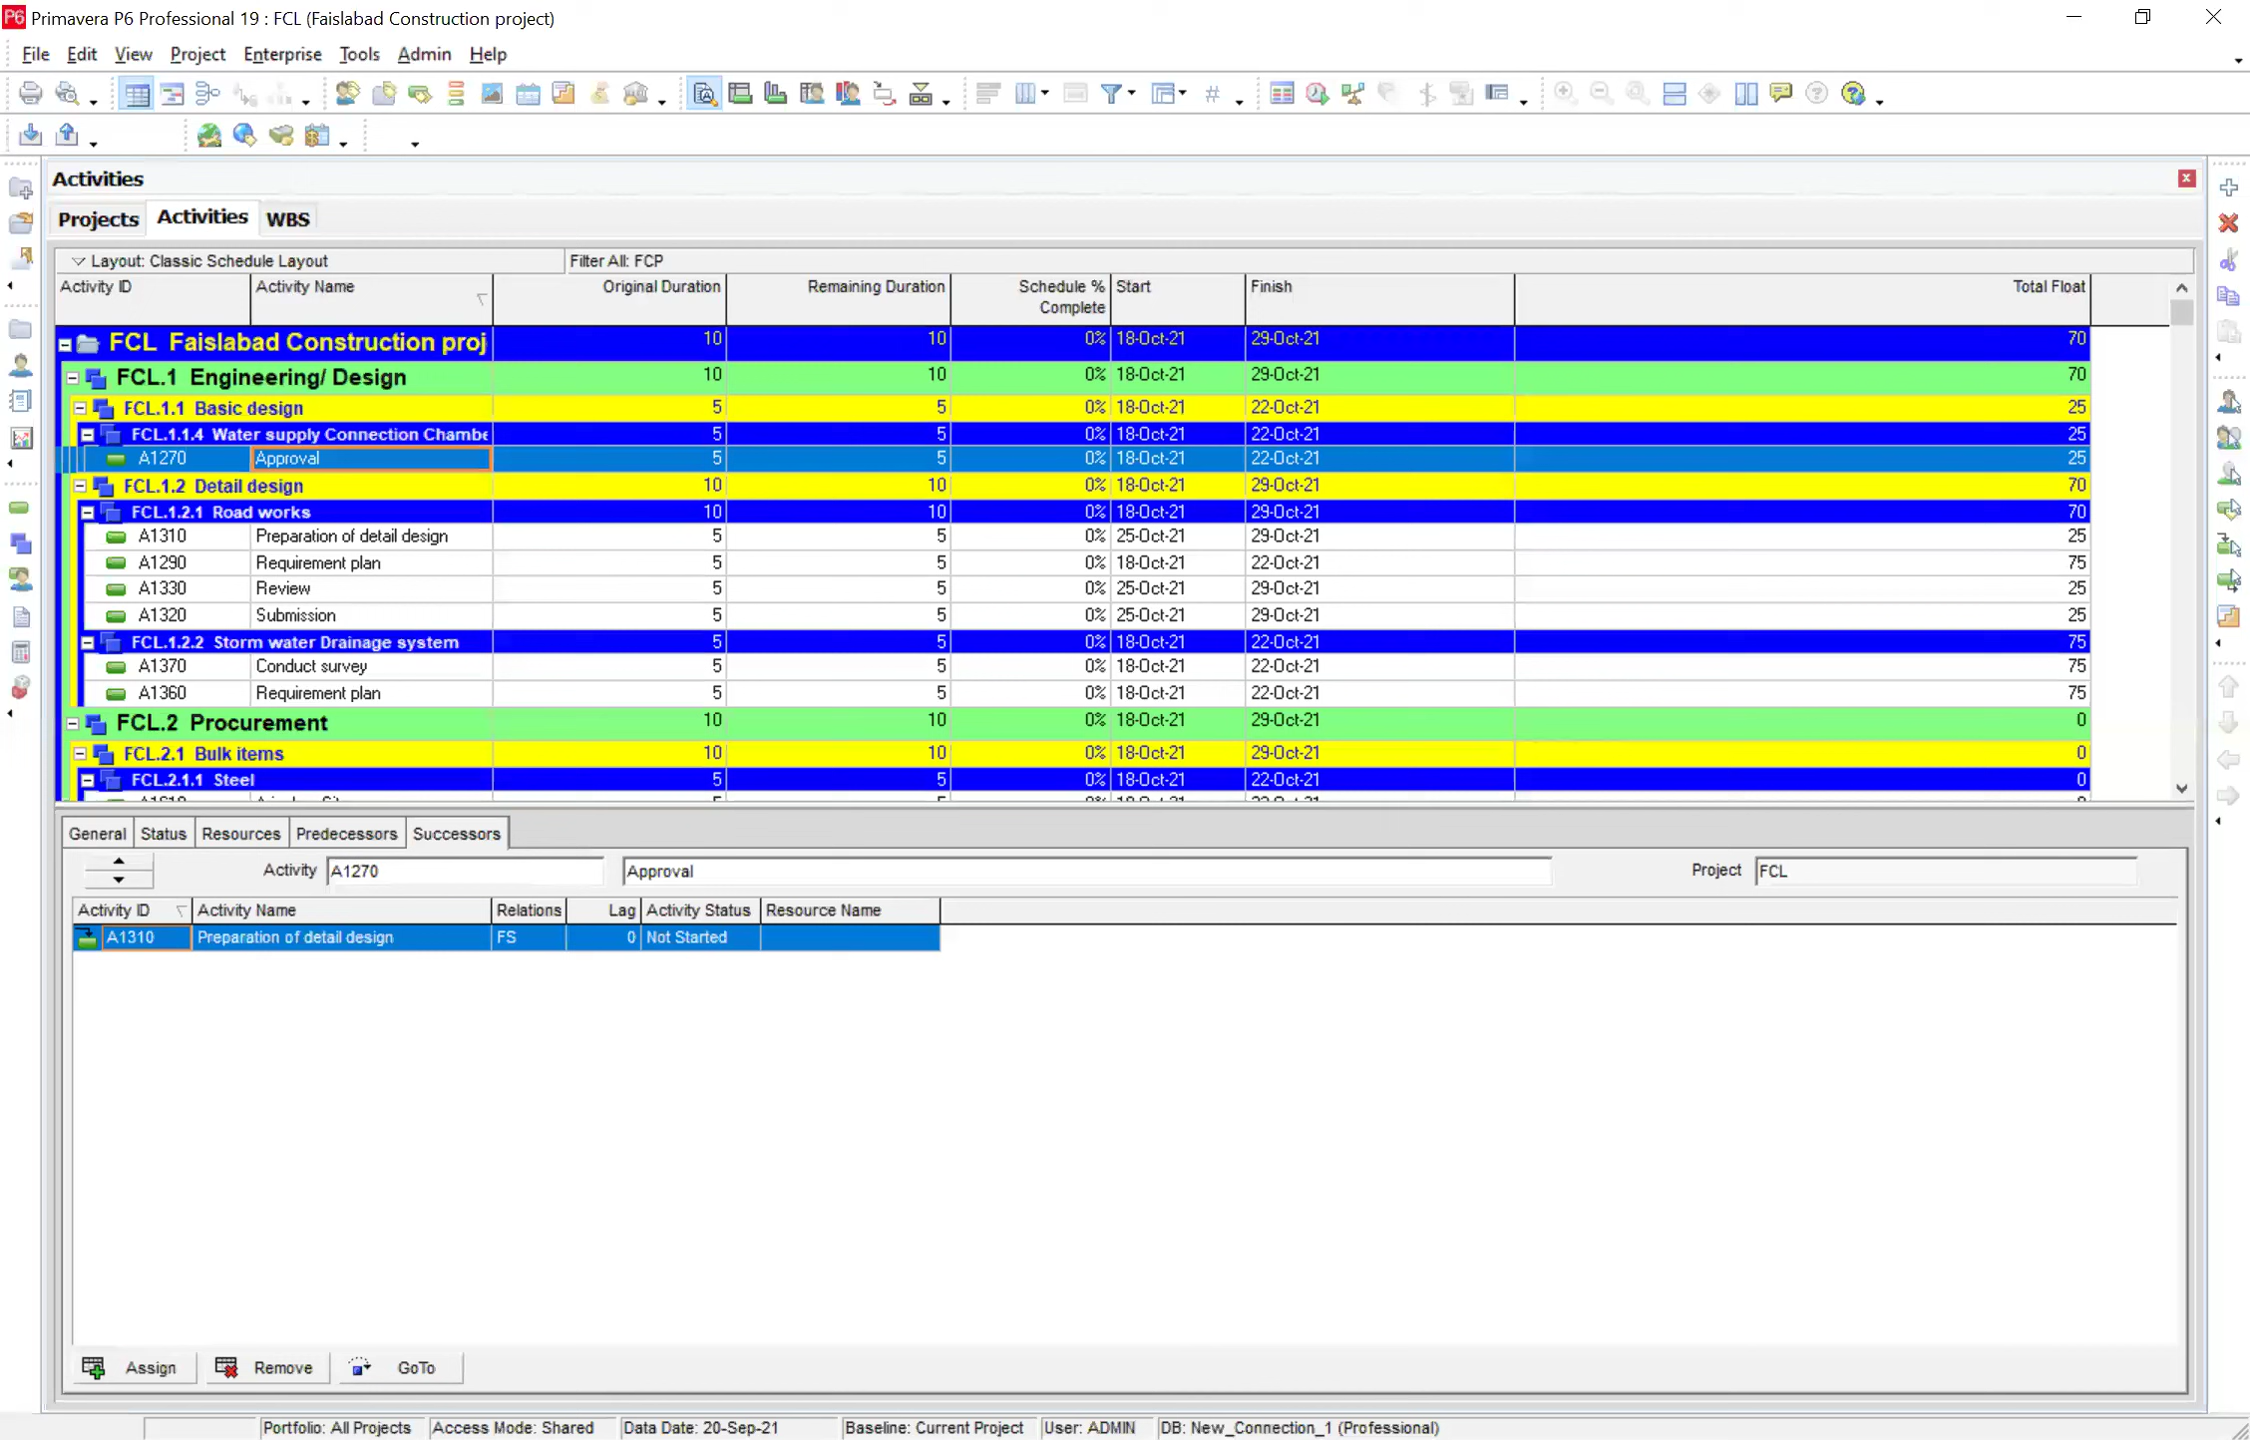 P6 Primavera P6 Professional 19 : FCL (Faislabad Construction project)
File Edit View Project Enterprise Tools Admin Help
Activities
Projects Activities WBS
Layout: Classic Schedule Layout Filter All: FCP
Activity ID Activity Name Original Duration Remaining Duration Schedule % Complete Start Finish Total Float
FCL Faislabad Construction proj 10 10 0% 18-Oct-21 29-Oct-21 70
FCL.1 Engineering/ Design 10 10 0% 18-Oct-21 29-Oct-21 70
FCL.1.1 Basic design 5 5 0% 18-Oct-21 22-Oct-21 25
FCL.1.1.4 Water supply Connection Chambe 5 5 0% 18-Oct-21 22-Oct-21 25
A1270 Approval 5 5 0% 18-Oct-21 22-Oct-21 25
FCL.1.2 Detail design 10 10 0% 18-Oct-21 29-Oct-21 70
FCL.1.2.1 Road works 10 10 0% 18-Oct-21 29-Oct-21 70
A1310 Preparation of detail design 5 5 0% 25-Oct-21 29-Oct-21 25
A1290 Requirement plan 5 5 0% 18-Oct-21 22-Oct-21 75
A1330 Review 5 5 0% 25-Oct-21 29-Oct-21 25
A1320 Submission 5 5 0% 25-Oct-21 29-Oct-21 25
FCL.1.2.2 Storm water Drainage system 5 5 0% 18-Oct-21 22-Oct-21 75
A1370 Conduct survey 5 5 0% 18-Oct-21 22-Oct-21 75
A1360 Requirement plan 5 5 0% 18-Oct-21 22-Oct-21 75
FCL.2 Procurement 10 10 0% 18-Oct-21 29-Oct-21 0
FCL.2.1 Bulk items 10 10 0% 18-Oct-21 29-Oct-21 0
FCL.2.1.1 Steel 5 5 0% 18-Oct-21 22-Oct-21 0
General Status Resources Predecessors Successors
Activity A1270 Approval Project FCL
Activity ID Activity Name Relations Lag Activity Status Resource Name
A1310 Preparation of detail design FS 0 Not Started
Assign Remove GoTo
Portfolio: All Projects Access Mode: Shared Data Date: 20-Sep-21 Baseline: Current Project User: ADMIN DB: New_Connection_1 (Professional)